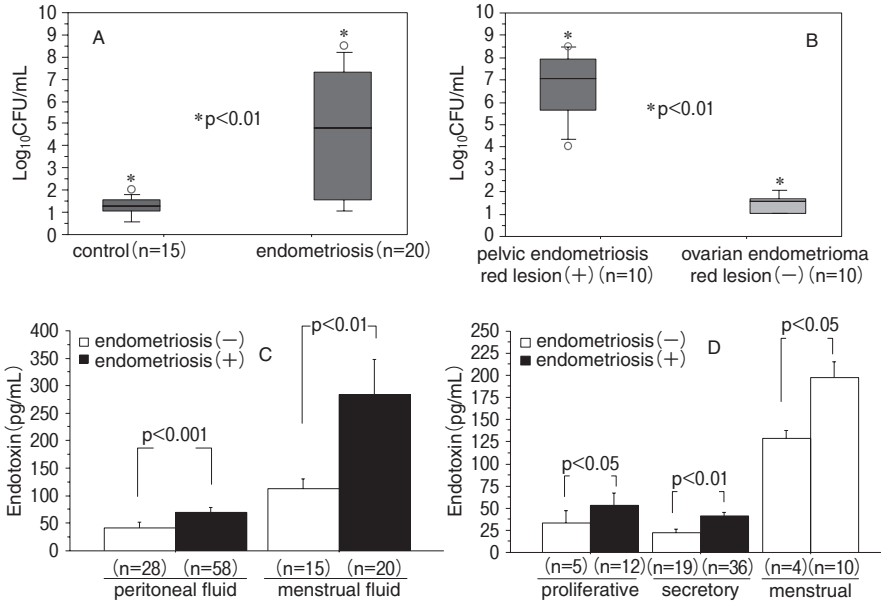 A
Log10CFU/mL
10
9
8
7
6
5
4
3
2
1
0
*
*
*p<0.01
control(n=15)
endometriosis(n=20)
B
Log10CFU/mL
10
9
8
7
6
5
4
3
2
1
0
*
*
*p<0.01
pelvic endometriosis
red lesion(+)(n=10)
ovarian endometrioma
red lesion(−)(n=10)
C
Endotoxin(pg/mL)
400
350
300
250
200
150
100
50
0
endometriosis(−)
endometriosis(+)
p<0.001
p<0.01
(n=28)(n=58)
peritoneal fluid
(n=15)(n=20)
menstrual fluid
D
Endotoxin(pg/mL)
250
225
200
175
150
125
100
75
50
25
0
endometriosis(−)
endometriosis(+)
p<0.05
p<0.01
p<0.05
(n=5)(n=12)
proliferative
(n=19)(n=36)
secretory
(n=4)(n=10)
menstrual